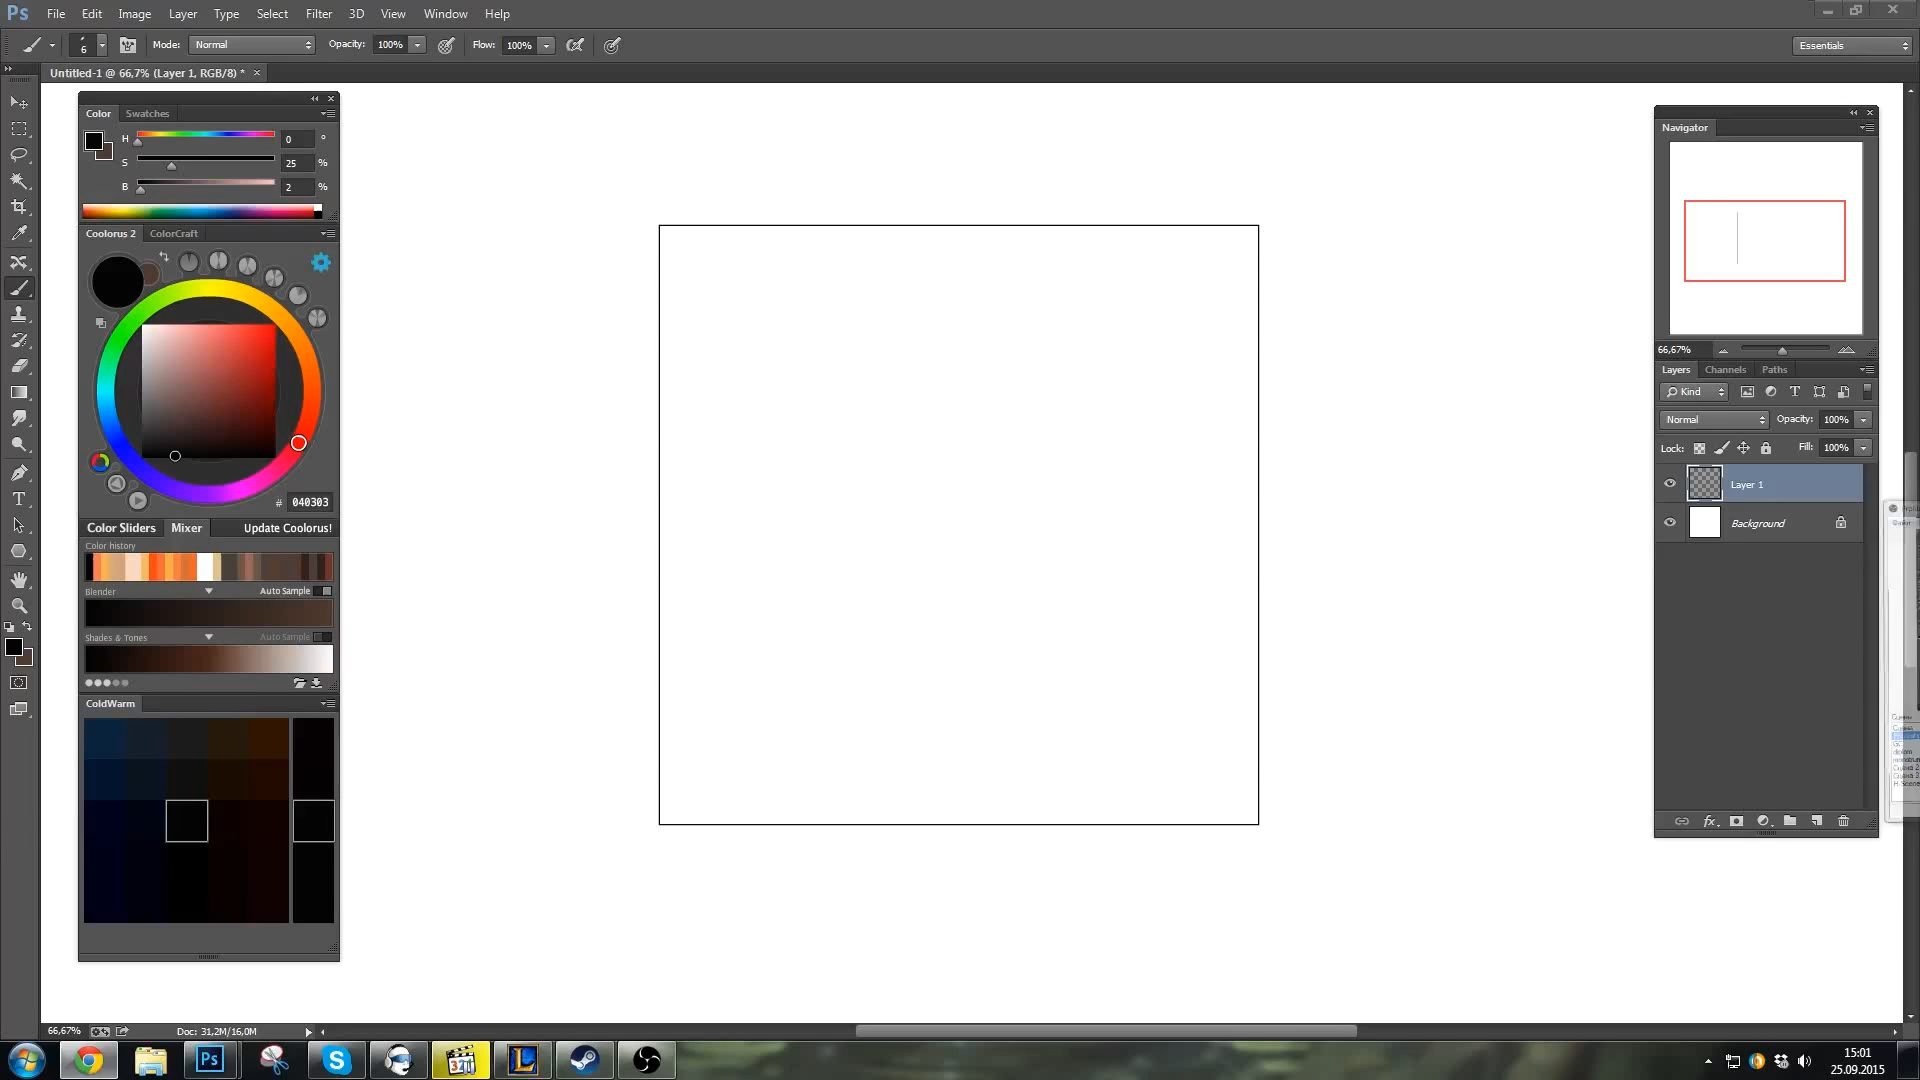 Ps File Edit Image Layer Type Select Filter 3D View Window Help
6 Mode: Normal Opacity: 100% Flow: 100% Essentials
Untitled-1 @ 66,7% (Layer 1, RGB/8) * ×
Color Swatches
H 0 °
S 25 %
B 2 %
Coolorus 2 ColorCraft
# 040303
Color Sliders Mixer Update Coolorus!
Color history
Blender Auto Sample
Shades & Tones Auto Sample
ColdWarm
Navigator
66,67%
Layers Channels Paths
Kind
Normal Opacity: 100%
Lock: Fill: 100%
Layer 1
Background
66,67% Doc: 31,2M/16,0M
Ps
321
15:01
25.09.2015